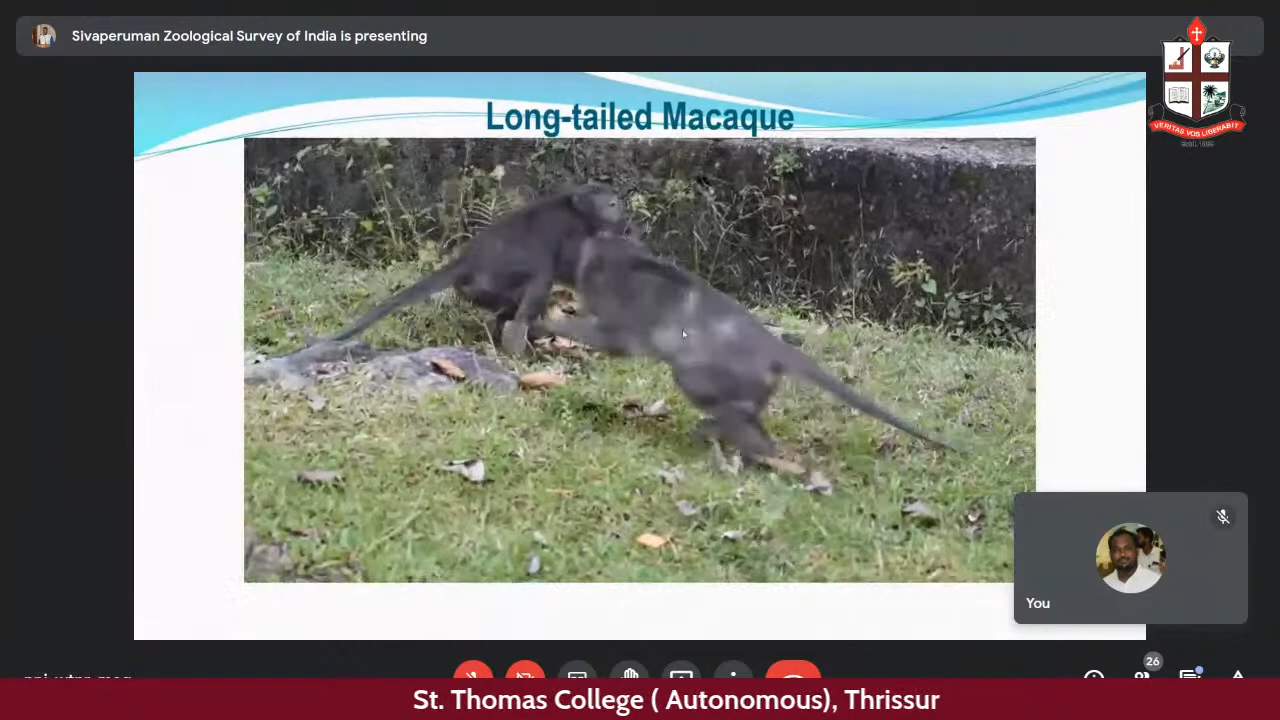 Sivaperuman Zoological Survey of India is presenting
VERITAS VOS LIBERABIT
Long-tailed Macaque
You
26
St. Thomas College ( Autonomous), Thrissur